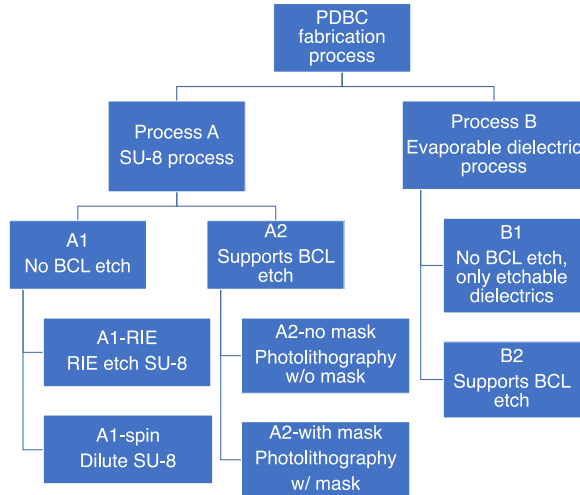 PDBC
fabrication
process
Process A
SU-8 process
Process B
Evaporable dielectric
process
A1
No BCL etch
A2
Supports BCL
etch
B1
No BCL etch,
only etchable
dielectrics
A1-RIE
RIE etch SU-8
A2-no mask
Photolithography
w/o mask
B2
Supports BCL
etch
A1-spin
Dilute SU-8
A2-with mask
Photolithography
w/ mask